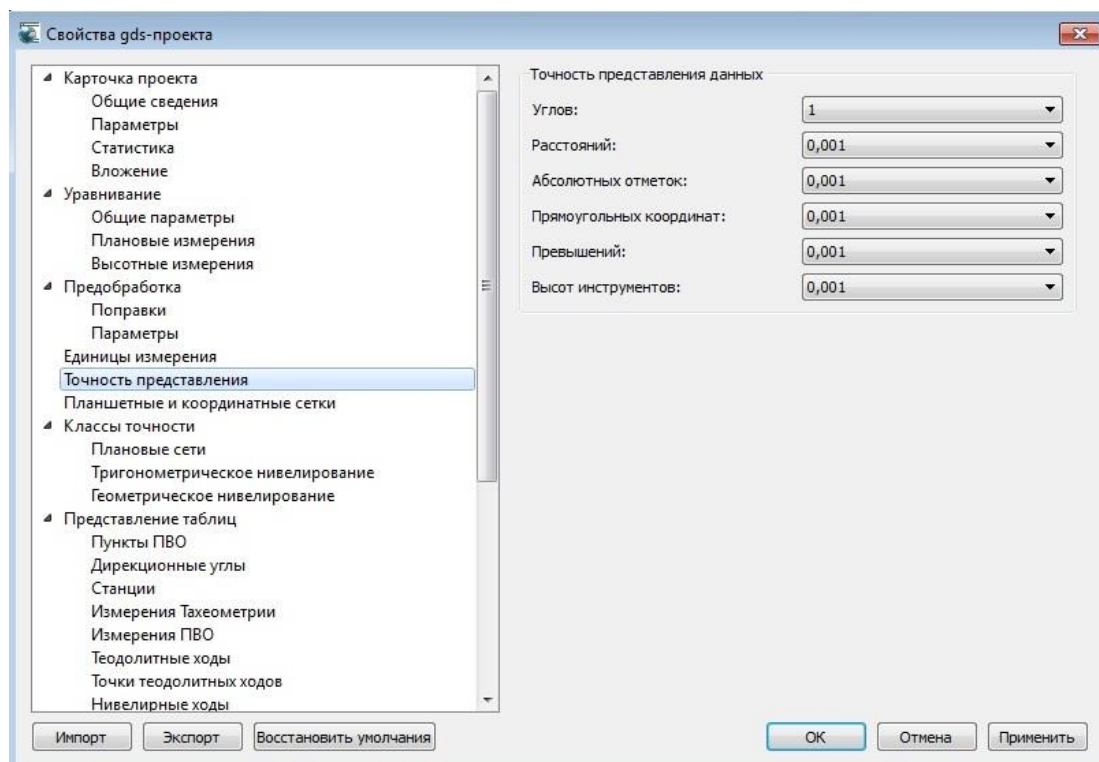 Свойства gds-проекта
Карточка проекта
Общие сведения
Параметры
Статистика
Вложение
Уравнивание
Общие параметры
Плановые измерения
Высотные измерения
Предобработка
Поправки
Параметры
Единицы измерения
Точность представления
Планшетные и координатные сетки
Классы точности
Плановые сети
Тригонометрическое нивелирование
Геометрическое нивелирование
Представление таблиц
Пункты ПВО
Дирекционные углы
Станции
Измерения Тахеометрии
Измерения ПВО
Теодолитные ходы
Точки теодолитных ходов
Нивелирные ходы
Точность представления данных
Углов: 1
Расстояний: 0,001
Абсолютных отметок: 0,001
Прямоугольных координат: 0,001
Превышений: 0,001
Высот инструментов: 0,001
Импорт Экспорт Восстановить умолчания ОК Отмена Применить